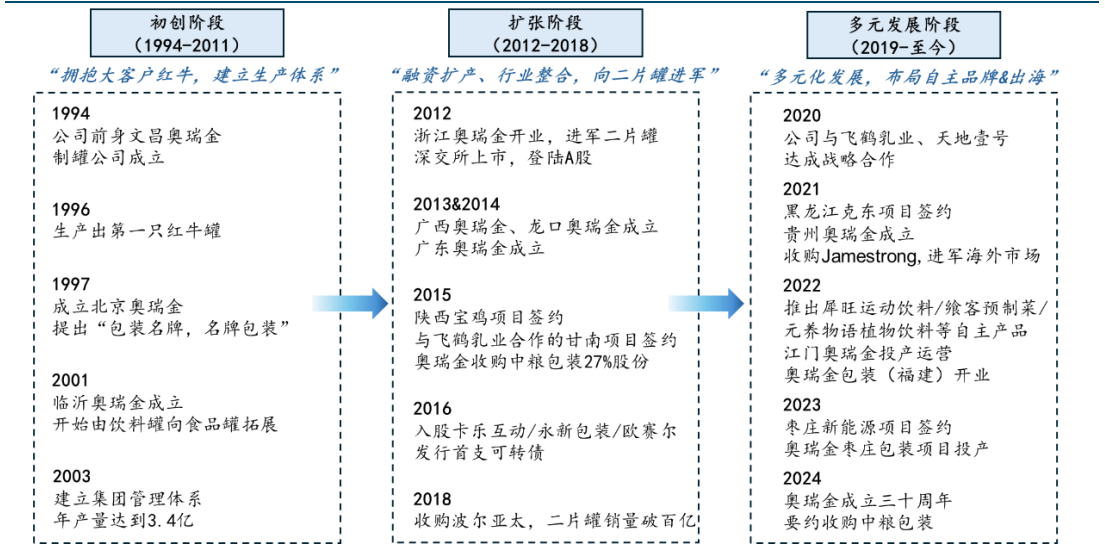 初创阶段
（1994-2011）
“拥抱大客户红牛，建立生产体系”
1994
公司前身文昌奥瑞金
制罐公司成立
1996
生产出第一只红牛罐
1997
成立北京奥瑞金
提出“包装名牌，名牌包装”
2001
临沂奥瑞金成立
开始由饮料罐向食品罐拓展
2003
建立集团管理体系
年产量达到3.4亿
扩张阶段
（2012-2018）
“融资扩产、行业整合，向二片罐进军”
2012
浙江奥瑞金开业，进军二片罐
深交所上市，登陆A股
2013&2014
广西奥瑞金、龙口奥瑞金成立
广东奥瑞金成立
2015
陕西宝鸡项目签约
与飞鹤乳业合作的甘南项目签约
奥瑞金收购中粮包装27%股份
2016
入股卡乐互动/永新包装/欧赛尔
发行首支可转债
2018
收购波尔亚太，二片罐销量破百亿
多元发展阶段
（2019-至今）
“多元化发展，布局自主品牌&出海”
2020
公司与飞鹤乳业、天地壹号
达成战略合作
2021
黑龙江克东项目签约
贵州奥瑞金成立
收购Jamestrong,进军海外市场
2022
推出犀旺运动饮料/飨客预制菜/
元养物语植物饮料等自主产品
江门奥瑞金投产运营
奥瑞金包装（福建）开业
2023
枣庄新能源项目签约
奥瑞金枣庄包装项目投产
2024
奥瑞金成立三十周年
要约收购中粮包装